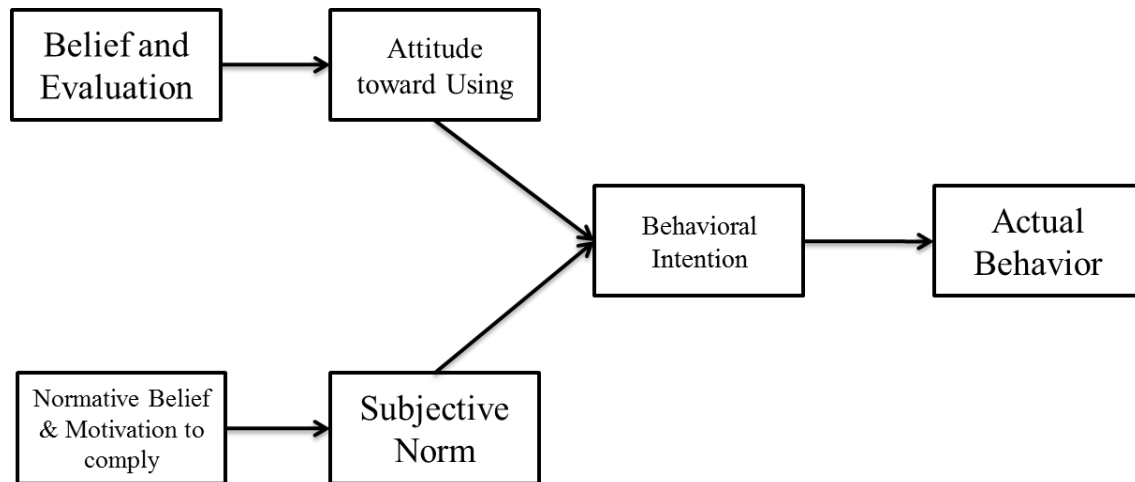 Belief and
Evaluation
Attitude
toward Using
Behavioral
Intention
Actual
Behavior
Normative Belief
& Motivation to
comply
Subjective
Norm